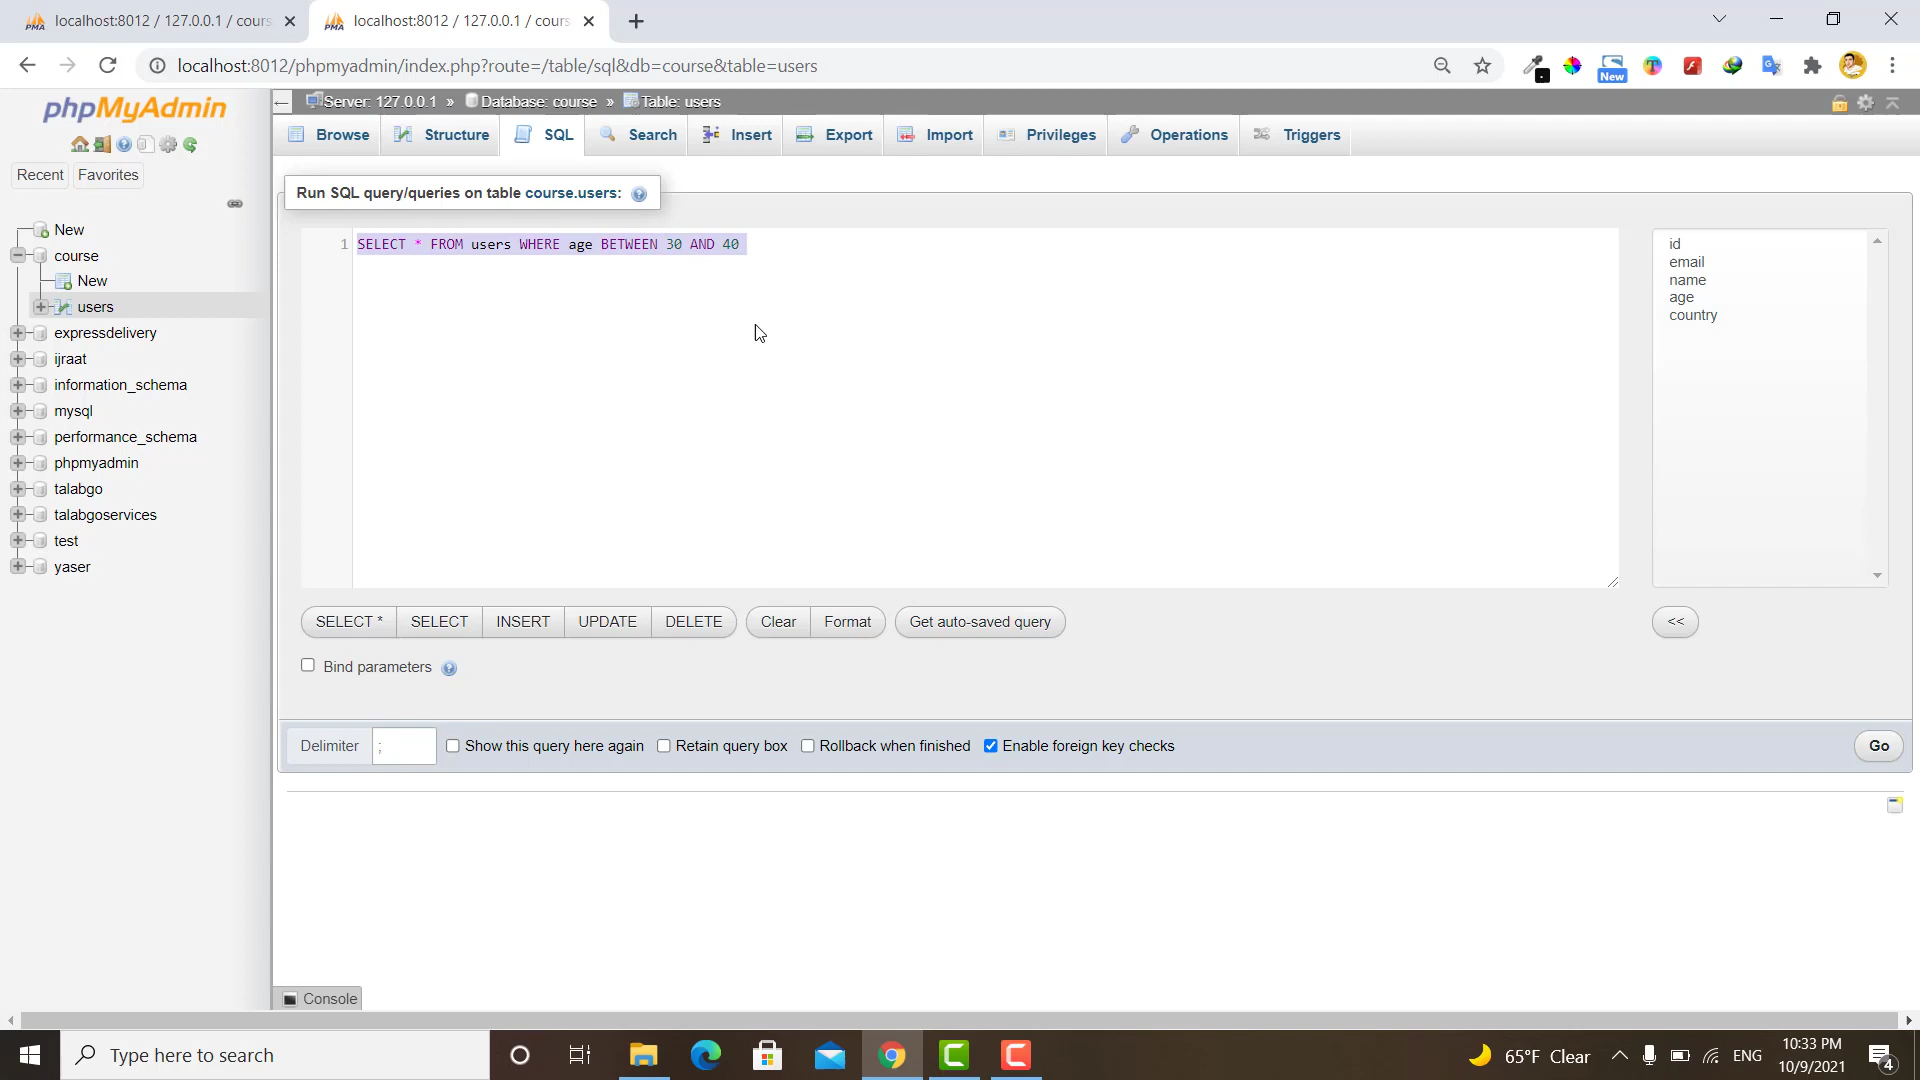 localhost:8012 / 127.0.0.1 / cours
localhost:8012 / 127.0.0.1 / cours
localhost:8012/phpmyadmin/index.php?route=/table/sql&db=course&table=users
New
phpMyAdmin
Recent
Favorites
New
course
New
users
expressdelivery
ijraat
information_schema
mysql
performance_schema
phpmyadmin
talabgo
talabgoservices
test
yaser
Server: 127.0.0.1 » Database: course » Table: users
Browse
Structure
SQL
Search
Insert
Export
Import
Privileges
Operations
Triggers
Run SQL query/queries on table course.users:
1 SELECT * FROM users WHERE age BETWEEN 30 AND 40
id
email
name
age
country
SELECT *
SELECT
INSERT
UPDATE
DELETE
Clear
Format
Get auto-saved query
<<
Bind parameters
Delimiter
;
Show this query here again
Retain query box
Rollback when finished
Enable foreign key checks
Go
Console
Type here to search
65°F Clear
ENG
10:33 PM
10/9/2021
4